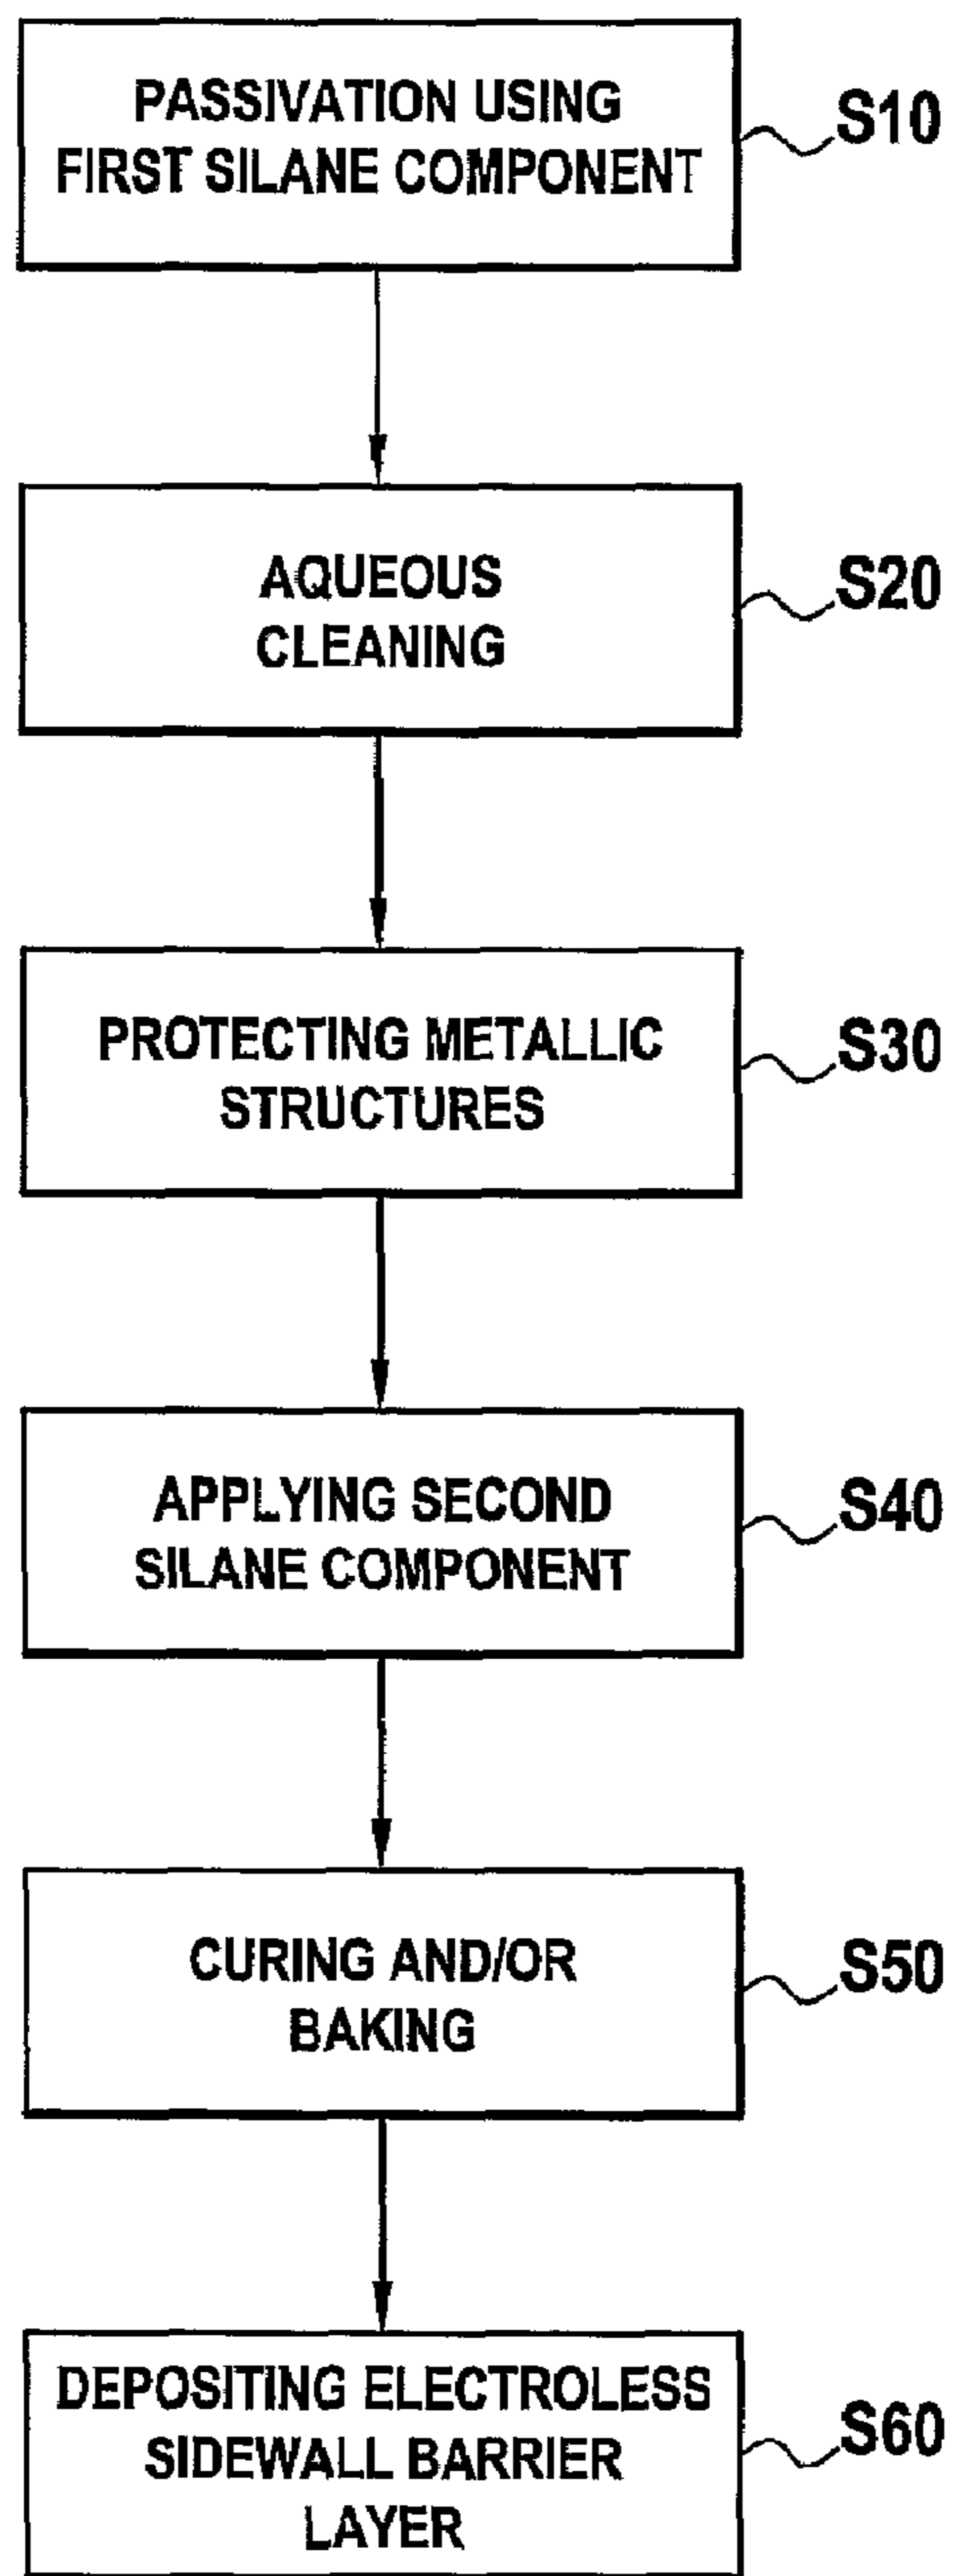 PASSIVATION USING
FIRST SILANE COMPONENT
S10
AQUEOUS
CLEANING
S20
PROTECTING METALLIC
STRUCTURES
S30
APPLYING SECOND
SILANE COMPONENT
S40
CURING AND/OR
BAKING
S50
DEPOSITING ELECTROLESS
SIDEWALL BARRIER
LAYER
S60